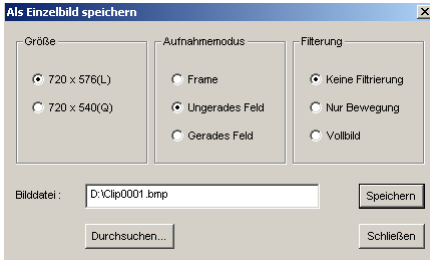 Als Einzelbild speichern
Größe
Aufnahmemodus
Filterung
720 x 576(L)
Frame
Keine Filtrierung
720 x 540(Q)
Ungerades Feld
Nur Bewegung
Gerades Feld
Vollbild
Bilddatei :
D:\Clip0001.bmp
Speichern
Durchsuchen...
Schließen